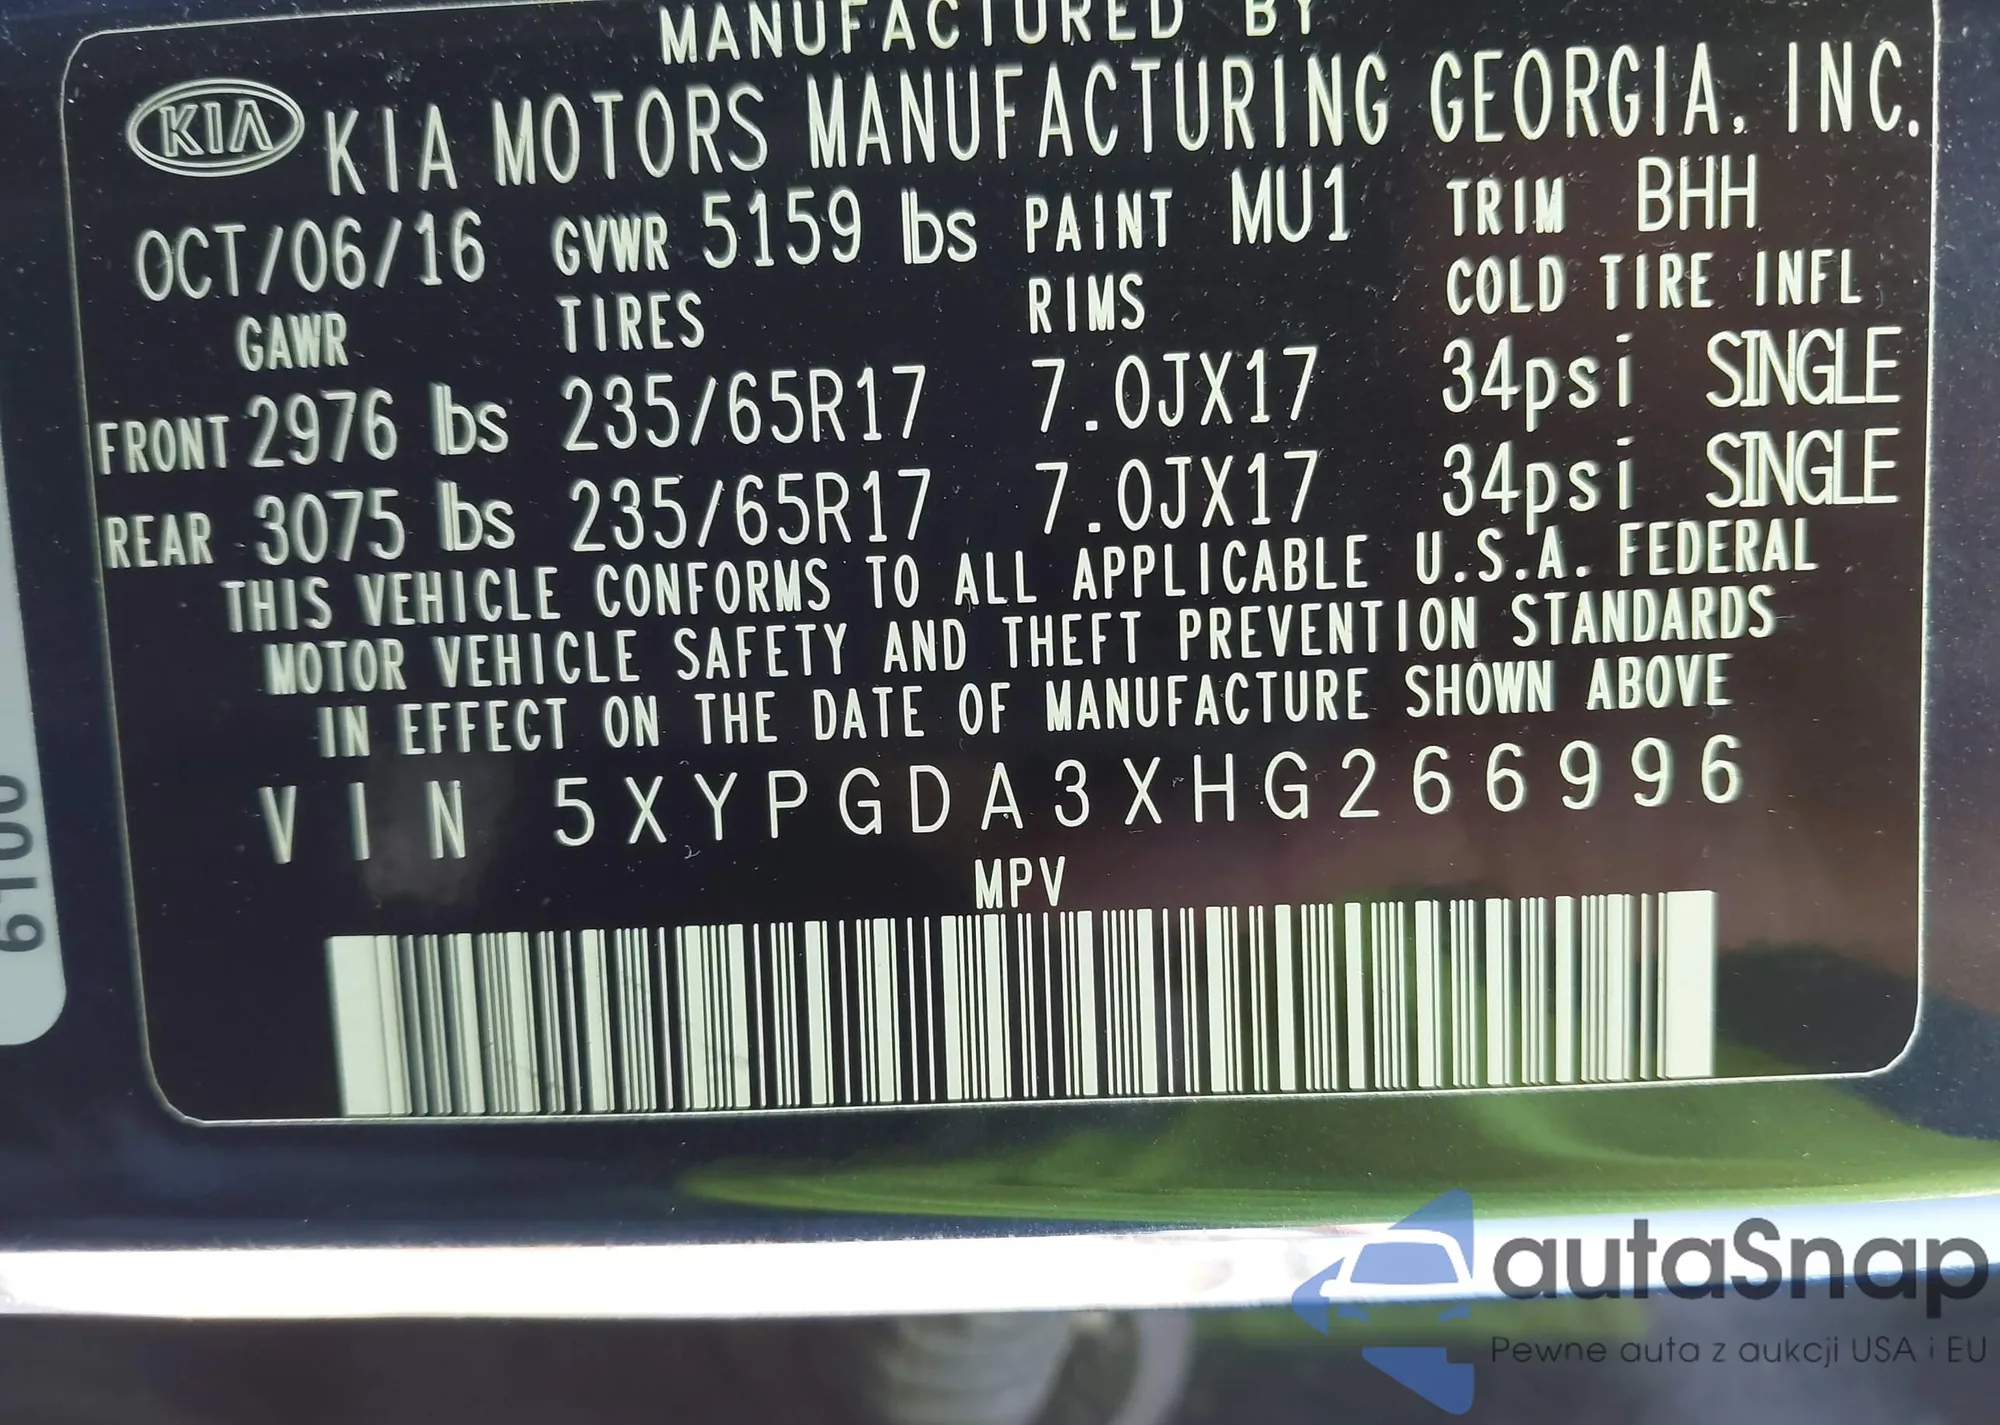 MANUFACTURED BY
KIA KIA MOTORS MANUFACTURING GEORGIA, INC.
OCT/06/16 GVWR 5159 lbs PAINT MU1 TRIM BHH
GAWR TIRES RIMS COLD TIRE INFL
FRONT 2976 lbs 235/65R17 7.0JX17 34psi SINGLE
REAR 3075 lbs 235/65R17 7.0JX17 34psi SINGLE
THIS VEHICLE CONFORMS TO ALL APPLICABLE U.S.A. FEDERAL
MOTOR VEHICLE SAFETY AND THEFT PREVENTION STANDARDS
IN EFFECT ON THE DATE OF MANUFACTURE SHOWN ABOVE
VIN 5XYPGDA3XHG266996
MPV
6100
autaSnap
Pewne auta z aukcji USA i EU